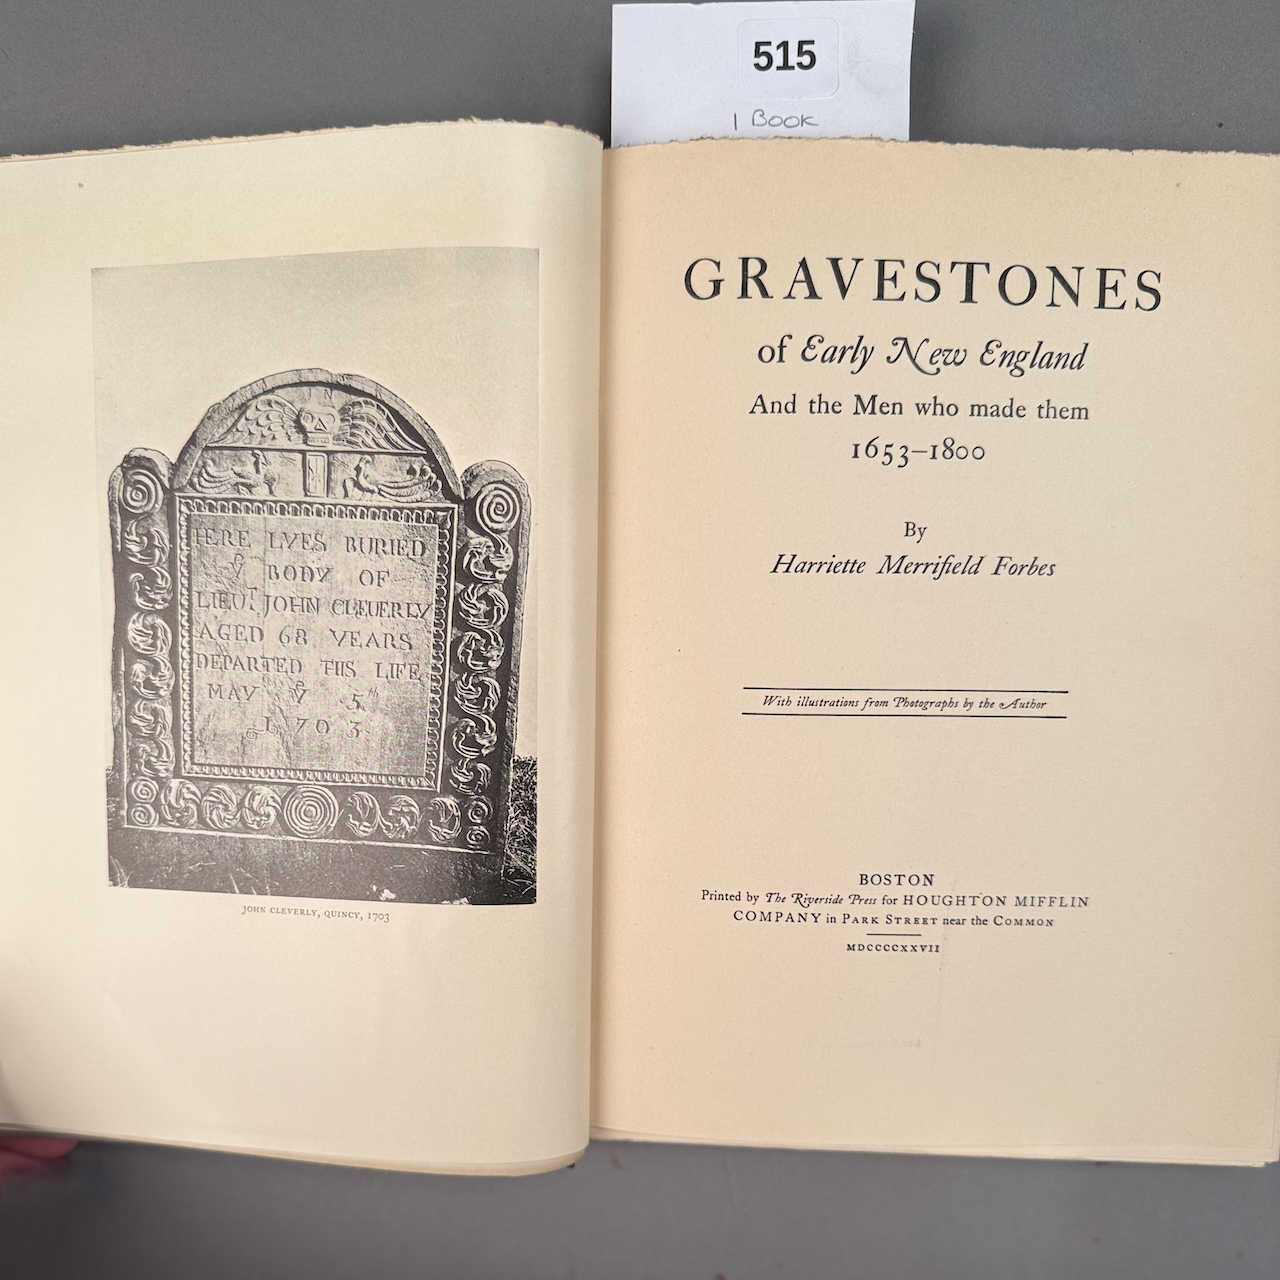 515
1 Book
HERE LYES BURIED
Yᵉ BODY OF
LIEUᵀ JOHN CLEUERLY
AGED 68 YEARS
DEPARTED THIS LIFE
MAY Yᵉ 5ᵗʰ
1703
JOHN CLEVERLY, QUINCY, 1703
GRAVESTONES
of Early New England
And the Men who made them
1653–1800
By
Harriette Merrifield Forbes
With illustrations from Photographs by the Author
BOSTON
Printed by The Riverside Press for HOUGHTON MIFFLIN
COMPANY in PARK STREET near the COMMON
MDCCCCXXVII